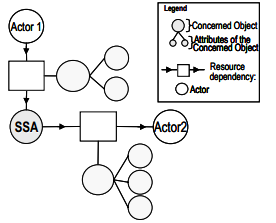 Legend
Actor 1
Concerned Object
Attributes of the
Concerned Object
Resource
dependency:
Actor
SSA
Actor2